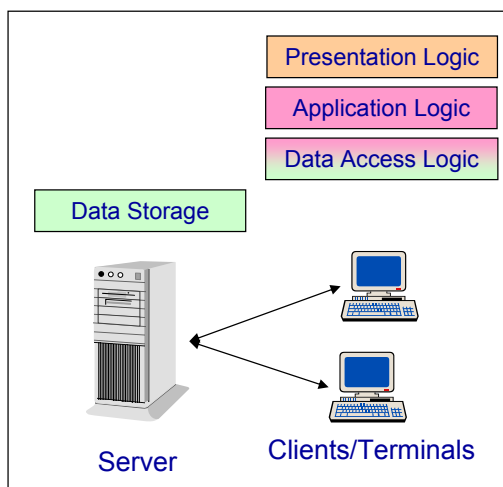 Presentation Logic
Application Logic
Data Access Logic
Data Storage
Server
Clients/Terminals